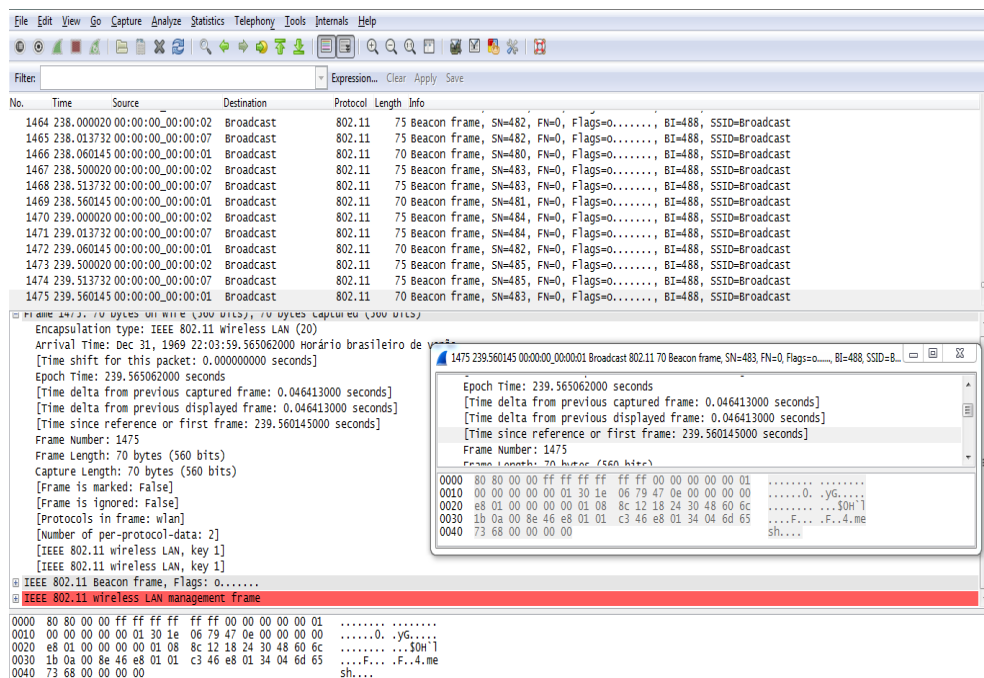 File Edit View Go Capture Analyze Statistics Telephony Tools Internals Help
Filter: Expression... Clear Apply Save
No. Time Source Destination Protocol Length Info
1464 238.000020 00:00:00_00:00:02 Broadcast 802.11 75 Beacon frame, SN=482, FN=0, Flags=o......., BI=488, SSID=Broadcast
1465 238.013732 00:00:00_00:00:07 Broadcast 802.11 75 Beacon frame, SN=482, FN=0, Flags=o......., BI=488, SSID=Broadcast
1466 238.060145 00:00:00_00:00:01 Broadcast 802.11 70 Beacon frame, SN=480, FN=0, Flags=o......., BI=488, SSID=Broadcast
1467 238.500020 00:00:00_00:00:02 Broadcast 802.11 75 Beacon frame, SN=483, FN=0, Flags=o......., BI=488, SSID=Broadcast
1468 238.513732 00:00:00_00:00:07 Broadcast 802.11 75 Beacon frame, SN=483, FN=0, Flags=o......., BI=488, SSID=Broadcast
1469 238.560145 00:00:00_00:00:01 Broadcast 802.11 70 Beacon frame, SN=481, FN=0, Flags=o......., BI=488, SSID=Broadcast
1470 239.000020 00:00:00_00:00:02 Broadcast 802.11 75 Beacon frame, SN=484, FN=0, Flags=o......., BI=488, SSID=Broadcast
1471 239.013732 00:00:00_00:00:07 Broadcast 802.11 75 Beacon frame, SN=484, FN=0, Flags=o......., BI=488, SSID=Broadcast
1472 239.060145 00:00:00_00:00:01 Broadcast 802.11 70 Beacon frame, SN=482, FN=0, Flags=o......., BI=488, SSID=Broadcast
1473 239.500020 00:00:00_00:00:02 Broadcast 802.11 75 Beacon frame, SN=485, FN=0, Flags=o......., BI=488, SSID=Broadcast
1474 239.513732 00:00:00_00:00:07 Broadcast 802.11 75 Beacon frame, SN=485, FN=0, Flags=o......., BI=488, SSID=Broadcast
1475 239.560145 00:00:00_00:00:01 Broadcast 802.11 70 Beacon frame, SN=483, FN=0, Flags=o......., BI=488, SSID=Broadcast
Frame 1475: 70 bytes on wire (560 bits), 70 bytes captured (560 bits)
Encapsulation type: IEEE 802.11 Wireless LAN (20)
Arrival Time: Dec 31, 1969 22:03:59.565062000 Horário brasileiro de verão
[Time shift for this packet: 0.000000000 seconds]
Epoch Time: 239.565062000 seconds
[Time delta from previous captured frame: 0.046413000 seconds]
[Time delta from previous displayed frame: 0.046413000 seconds]
[Time since reference or first frame: 239.560145000 seconds]
Frame Number: 1475
Frame Length: 70 bytes (560 bits)
Capture Length: 70 bytes (560 bits)
[Frame is marked: False]
[Frame is ignored: False]
[Protocols in frame: wlan]
[Number of per-protocol-data: 2]
[IEEE 802.11 wireless LAN, key 1]
[IEEE 802.11 wireless LAN, key 1]
IEEE 802.11 Beacon frame, Flags: o.......
IEEE 802.11 wireless LAN management frame
0000 80 80 00 00 ff ff ff ff ff ff 00 00 00 00 00 01 ........ ........
0010 00 00 00 00 00 01 30 1e 06 79 47 0e 00 00 00 00 ......0. .yG.....
0020 e8 01 00 00 00 00 01 08 8c 12 18 24 30 48 60 6c ........ ...$0H`l
0030 1b 0a 00 8e 46 e8 01 01 c3 46 e8 01 34 04 6d 65 ....F... .F..4.me
0040 73 68 00 00 00 00 sh....
1475 239.560145 00:00:00_00:00:01 Broadcast 802.11 70 Beacon frame, SN=483, FN=0, Flags=o......., BI=488, SSID=B...
Epoch Time: 239.565062000 seconds
[Time delta from previous captured frame: 0.046413000 seconds]
[Time delta from previous displayed frame: 0.046413000 seconds]
[Time since reference or first frame: 239.560145000 seconds]
Frame Number: 1475
Frame Length: 70 bytes (560 bits)
0000 80 80 00 00 ff ff ff ff ff ff 00 00 00 00 00 01 ........ ........
0010 00 00 00 00 00 01 30 1e 06 79 47 0e 00 00 00 00 ......0. .yG.....
0020 e8 01 00 00 00 00 01 08 8c 12 18 24 30 48 60 6c ........ ...$0H`l
0030 1b 0a 00 8e 46 e8 01 01 c3 46 e8 01 34 04 6d 65 ....F... .F..4.me
0040 73 68 00 00 00 00 sh....